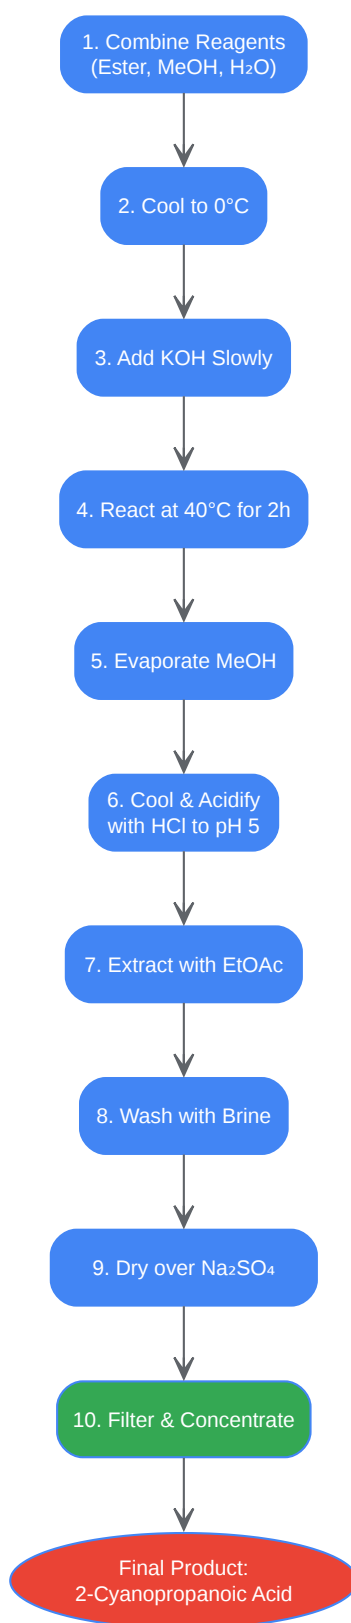 1. Combine Reagents
(Ester, MeOH, H₂O)
2. Cool to 0°C
3. Add KOH Slowly
4. React at 40°C for 2h
5. Evaporate MeOH
6. Cool & Acidify
with HCl to pH 5
7. Extract with EtOAc
8. Wash with Brine
9. Dry over Na₂SO₄
10. Filter & Concentrate
Final Product:
2-Cyanopropanoic Acid